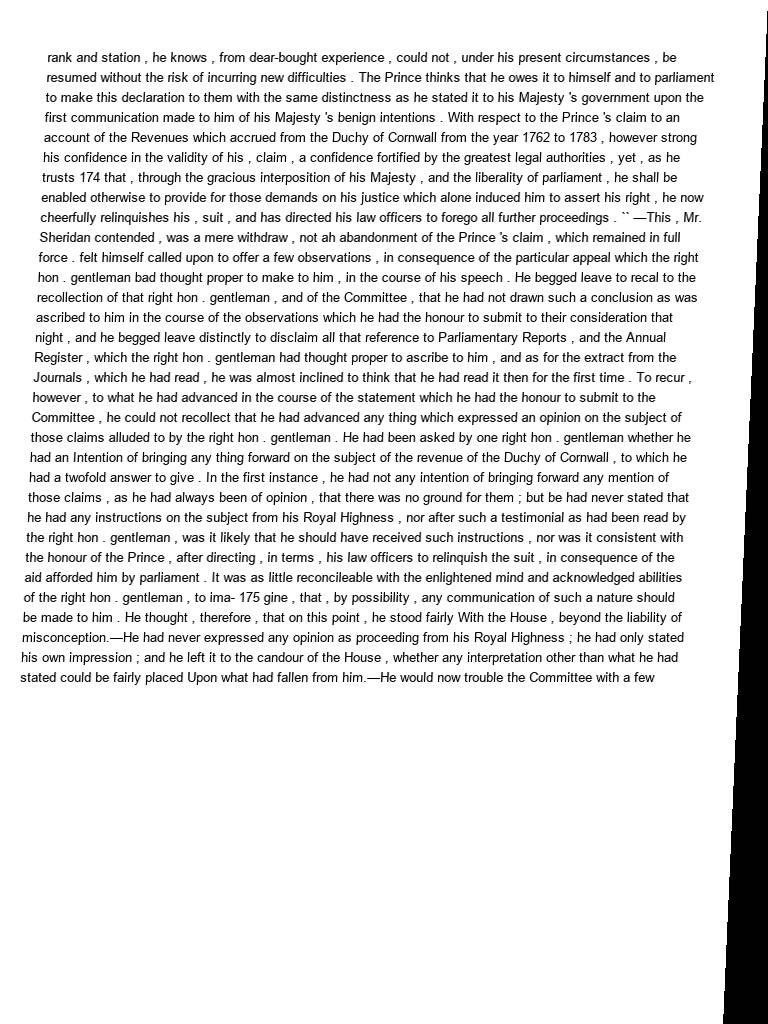 rank and station , he knows , from dear-bought experience , could not , under his present circumstances , be
resumed without the risk of incurring new difficulties . The Prince thinks that he owes it to himself and to parliament
to make this declaration to them with the same distinctness as he stated it to his Majesty 's government upon the
first communication made to him of his Majesty 's benign intentions . With respect to the Prince 's claim to an
account of the Revenues which accrued from the Duchy of Cornwall from the year 1762 to 1783 , however strong
his confidence in the validity of his , claim , a confidence fortified by the greatest legal authorities , yet , as he
trusts 174 that , through the gracious interposition of his Majesty , and the liberality of parliament , he shall be
enabled otherwise to provide for those demands on his justice which alone induced him to assert his right , he now
cheerfully relinquishes his , suit , and has directed his law officers to forego all further proceedings . `` —This , Mr.
Sheridan contended , was a mere withdraw , not ah abandonment of the Prince 's claim , which remained in full
force . felt himself called upon to offer a few observations , in consequence of the particular appeal which the right
hon . gentleman bad thought proper to make to him , in the course of his speech . He begged leave to recal to the
recollection of that right hon . gentleman , and of the Committee , that he had not drawn such a conclusion as was
ascribed to him in the course of the observations which he had the honour to submit to their consideration that
night , and he begged leave distinctly to disclaim all that reference to Parliamentary Reports , and the Annual
Register , which the right hon . gentleman had thought proper to ascribe to him , and as for the extract from the
Journals , which he had read , he was almost inclined to think that he had read it then for the first time . To recur ,
however , to what he had advanced in the course of the statement which he had the honour to submit to the
Committee , he could not recollect that he had advanced any thing which expressed an opinion on the subject of
those claims alluded to by the right hon . gentleman . He had been asked by one right hon . gentleman whether he
had an Intention of bringing any thing forward on the subject of the revenue of the Duchy of Cornwall , to which he
had a twofold answer to give . In the first instance , he had not any intention of bringing forward any mention of
those claims , as he had always been of opinion , that there was no ground for them ; but be had never stated that
he had any instructions on the subject from his Royal Highness , nor after such a testimonial as had been read by
the right hon . gentleman , was it likely that he should have received such instructions , nor was it consistent with
the honour of the Prince , after directing , in terms , his law officers to relinquish the suit , in consequence of the
aid afforded him by parliament . It was as little reconcileable with the enlightened mind and acknowledged abilities
of the right hon . gentleman , to ima- 175 gine , that , by possibility , any communication of such a nature should
be made to him . He thought , therefore , that on this point , he stood fairly With the House , beyond the liability of
misconception.—He had never expressed any opinion as proceeding from his Royal Highness ; he had only stated
his own impression ; and he left it to the candour of the House , whether any interpretation other than what he had
stated could be fairly placed Upon what had fallen from him.—He would now trouble the Committee with a few